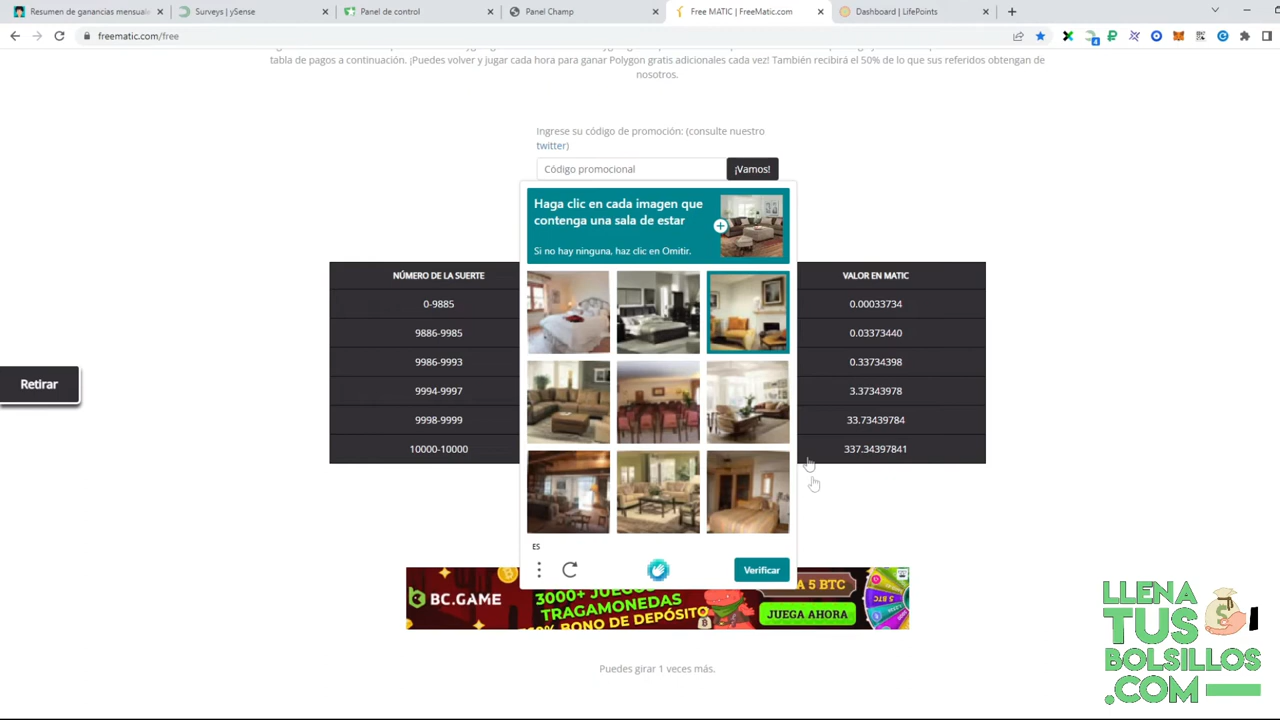 Resumen de ganancias mensuale
Surveys | ySense
Panel de control
Panel Champ
Free MATIC | FreeMatic.com
Dashboard | LifePoints
freematic.com/free
tabla de pagos a continuación. ¡Puedes volver y jugar cada hora para ganar Polygon gratis adicionales cada vez! También recibirá el 50% de lo que sus referidos obtengan de
nosotros.
Ingrese su código de promoción: (consulte nuestro
twitter)
Código promocional
¡Vamos!
Haga clic en cada imagen que
contenga una sala de estar
Si no hay ninguna, haz clic en Omitir.
NÚMERO DE LA SUERTE
VALOR EN MATIC
0-9885
0.00033734
9886-9985
0.03373440
9986-9993
0.33734398
9994-9997
3.37343978
9998-9999
33.73439784
10000-10000
337.34397841
Retirar
ES
Verificar
BC.GAME
3000+ JUEGOS
TRAGAMONEDAS
BONO DE DEPÓSITO
A 5 BTC
JUEGA AHORA
5 BTC
Puedes girar 1 veces más.
LLENA
TUS
BOLSILLOS
.COM